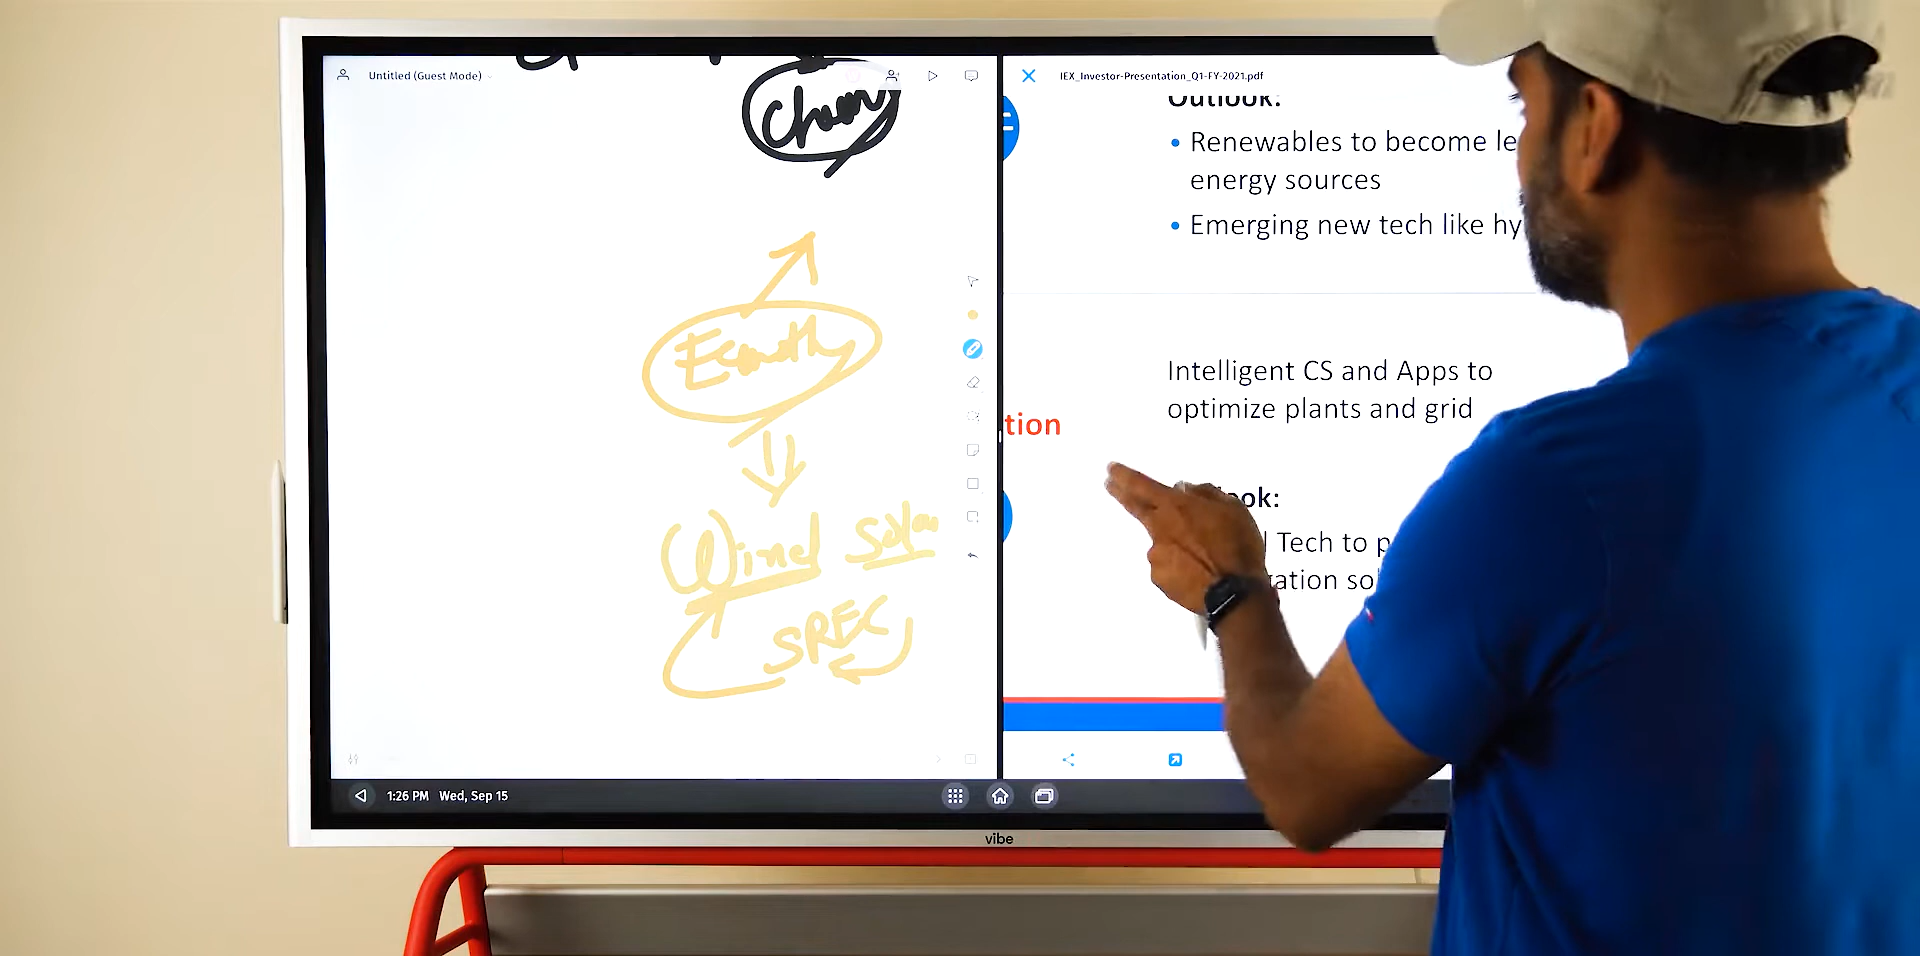 Untitled (Guest Mode)
Wind Solar
SREC
IEX_Investor-Presentation_Q1-FY-2021.pdf
Outlook:
• Renewables to become le
energy sources
• Emerging new tech like hy
Intelligent CS and Apps to
optimize plants and grid
tion
ook:
l Tech to p
ation sol
1:26 PM Wed, Sep 15
vibe